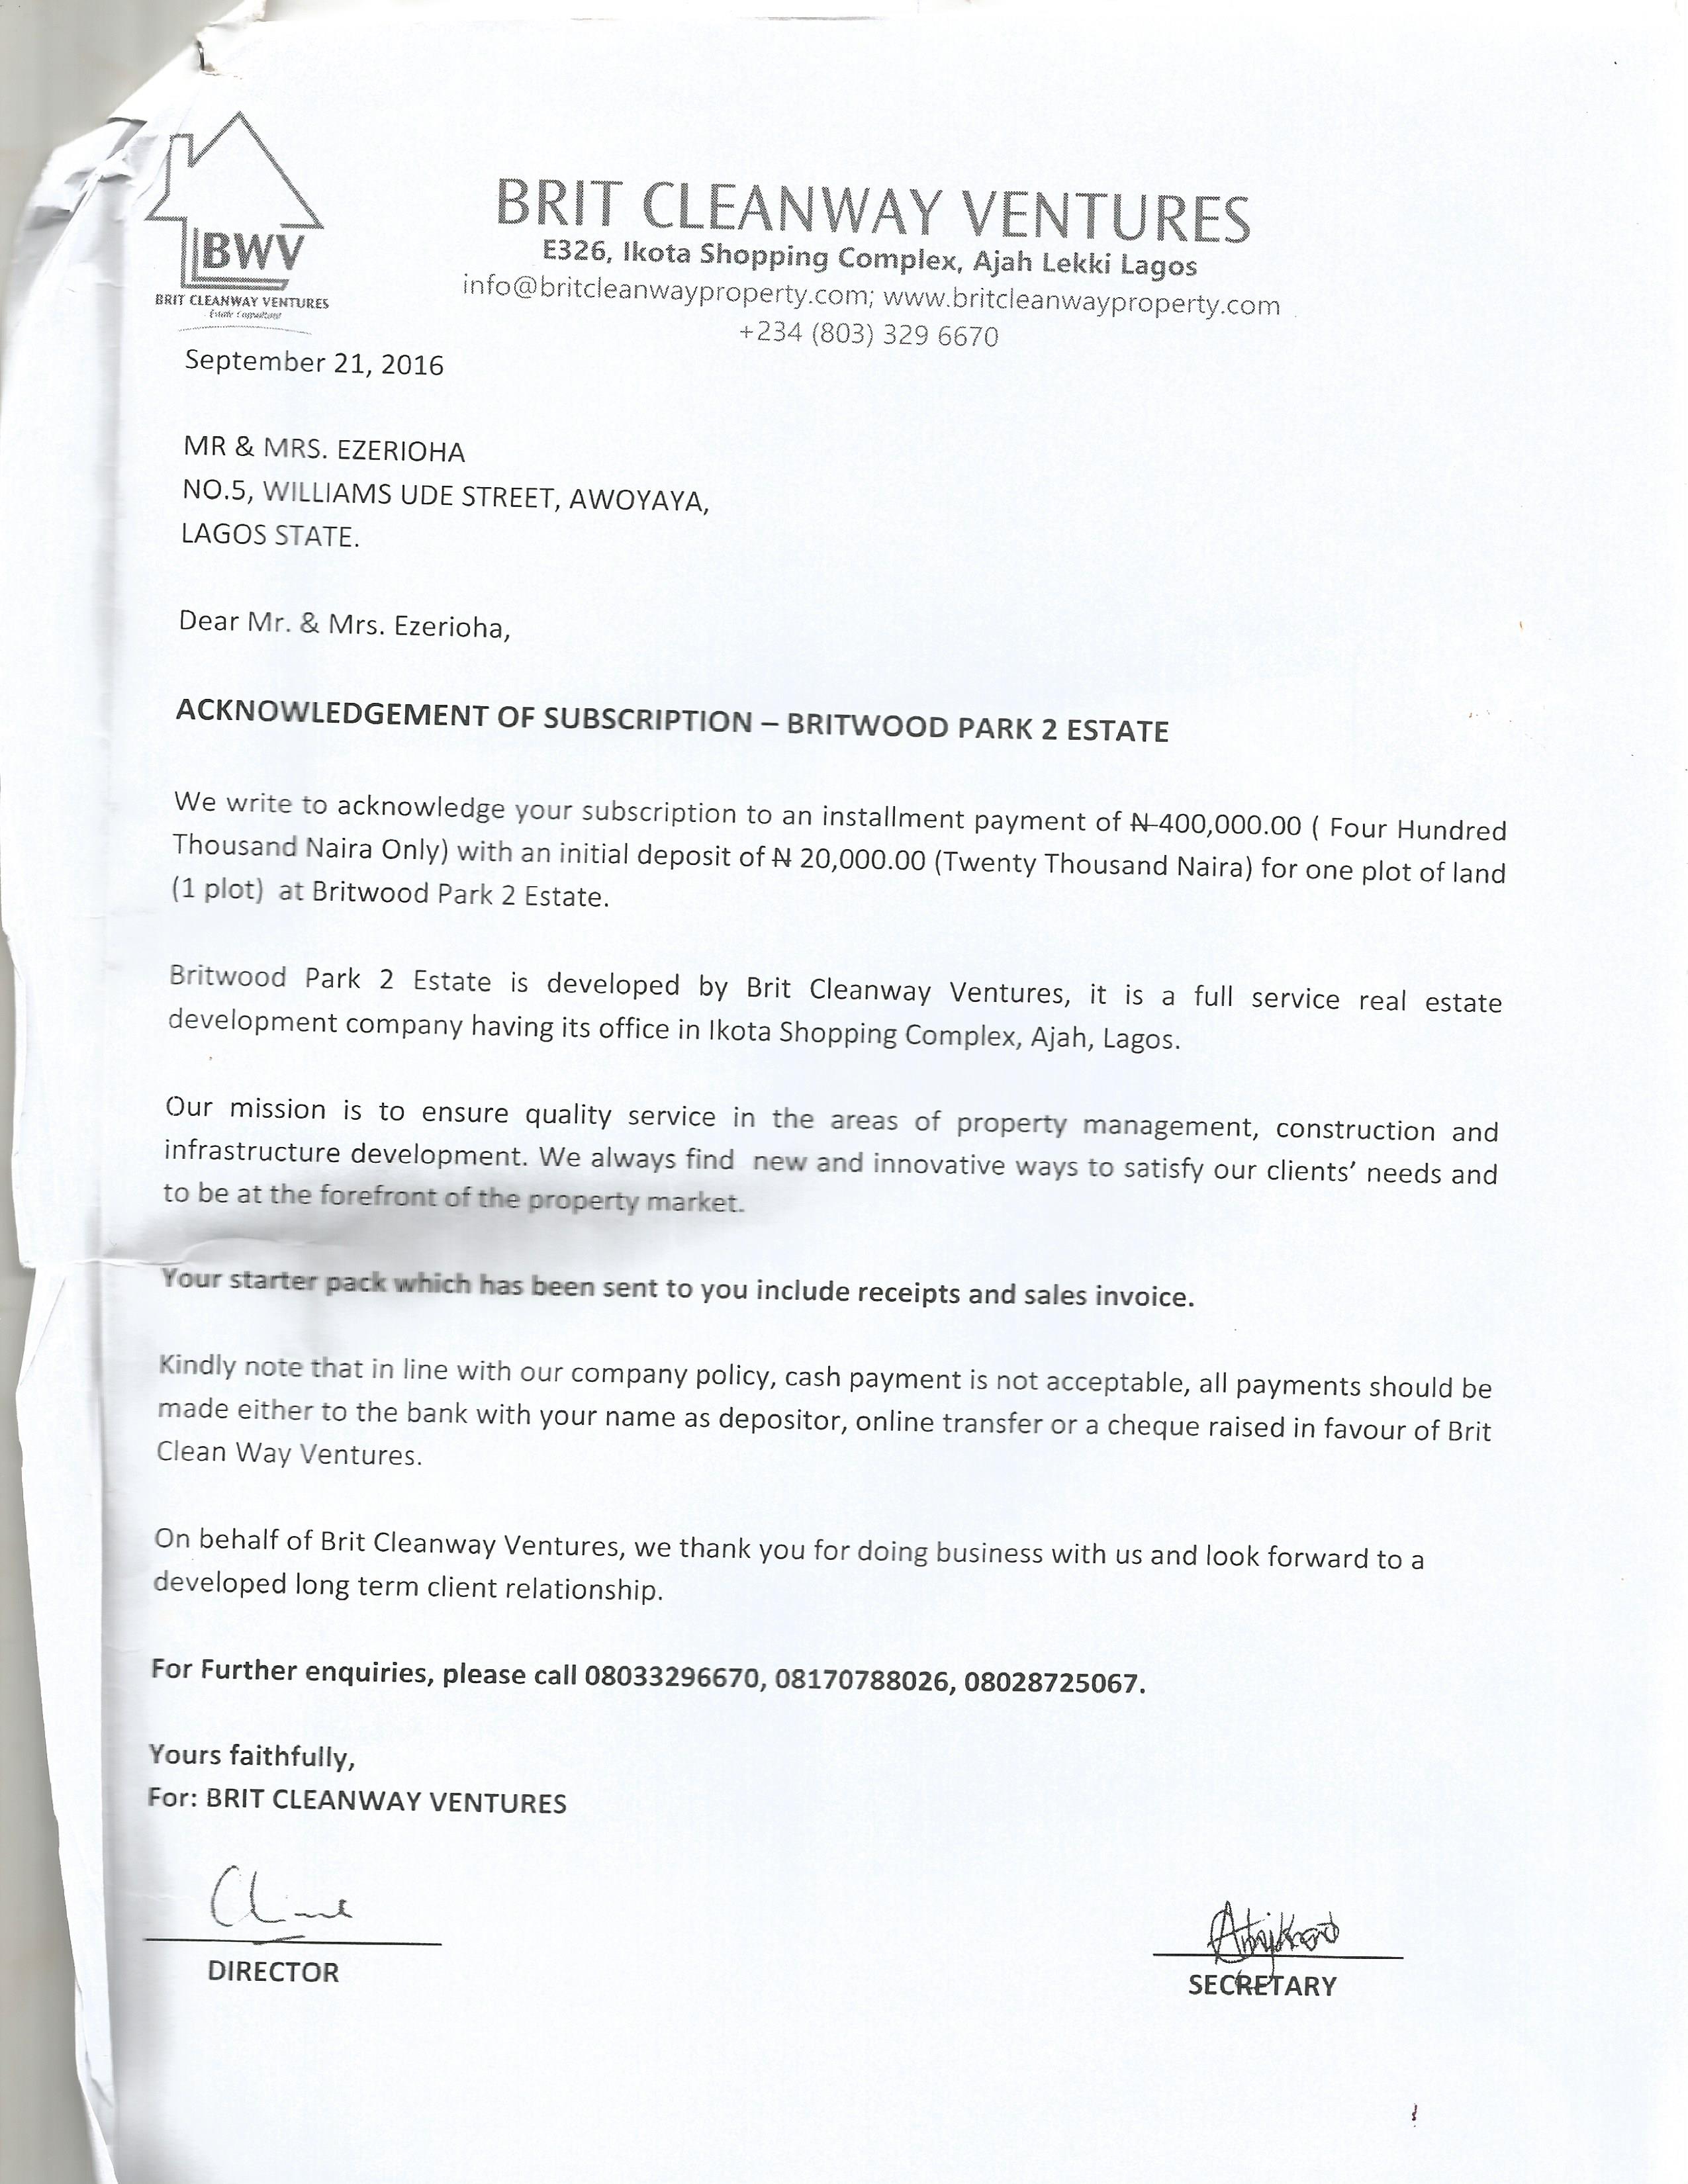 BWV
BRIT CLEANWAY VENTURES
Estate Consultant
BRIT CLEANWAY VENTURES
E326, Ikota Shopping Complex, Ajah Lekki Lagos
info@britcleanwayproperty.com; www.britcleanwayproperty.com
+234 (803) 329 6670
September 21, 2016
MR & MRS. EZERIOHA
NO.5, WILLIAMS UDE STREET, AWOYAYA,
LAGOS STATE.
Dear Mr. & Mrs. Ezerioha,
ACKNOWLEDGEMENT OF SUBSCRIPTION – BRITWOOD PARK 2 ESTATE
We write to acknowledge your subscription to an installment payment of N 400,000.00 ( Four Hundred
Thousand Naira Only) with an initial deposit of N 20,000.00 (Twenty Thousand Naira) for one plot of land
(1 plot) at Britwood Park 2 Estate.
Britwood Park 2 Estate is developed by Brit Cleanway Ventures, it is a full service real estate
development company having its office in Ikota Shopping Complex, Ajah, Lagos.
Our mission is to ensure quality service in the areas of property management, construction and
infrastructure development. We always find new and innovative ways to satisfy our clients' needs and
to be at the forefront of the property market.
Your starter pack which has been sent to you include receipts and sales invoice.
Kindly note that in line with our company policy, cash payment is not acceptable, all payments should be
made either to the bank with your name as depositor, online transfer or a cheque raised in favour of Brit
Clean Way Ventures.
On behalf of Brit Cleanway Ventures, we thank you for doing business with us and look forward to a
developed long term client relationship.
For Further enquiries, please call 08033296670, 08170788026, 08028725067.
Yours faithfully,
For: BRIT CLEANWAY VENTURES
DIRECTOR
SECRETARY